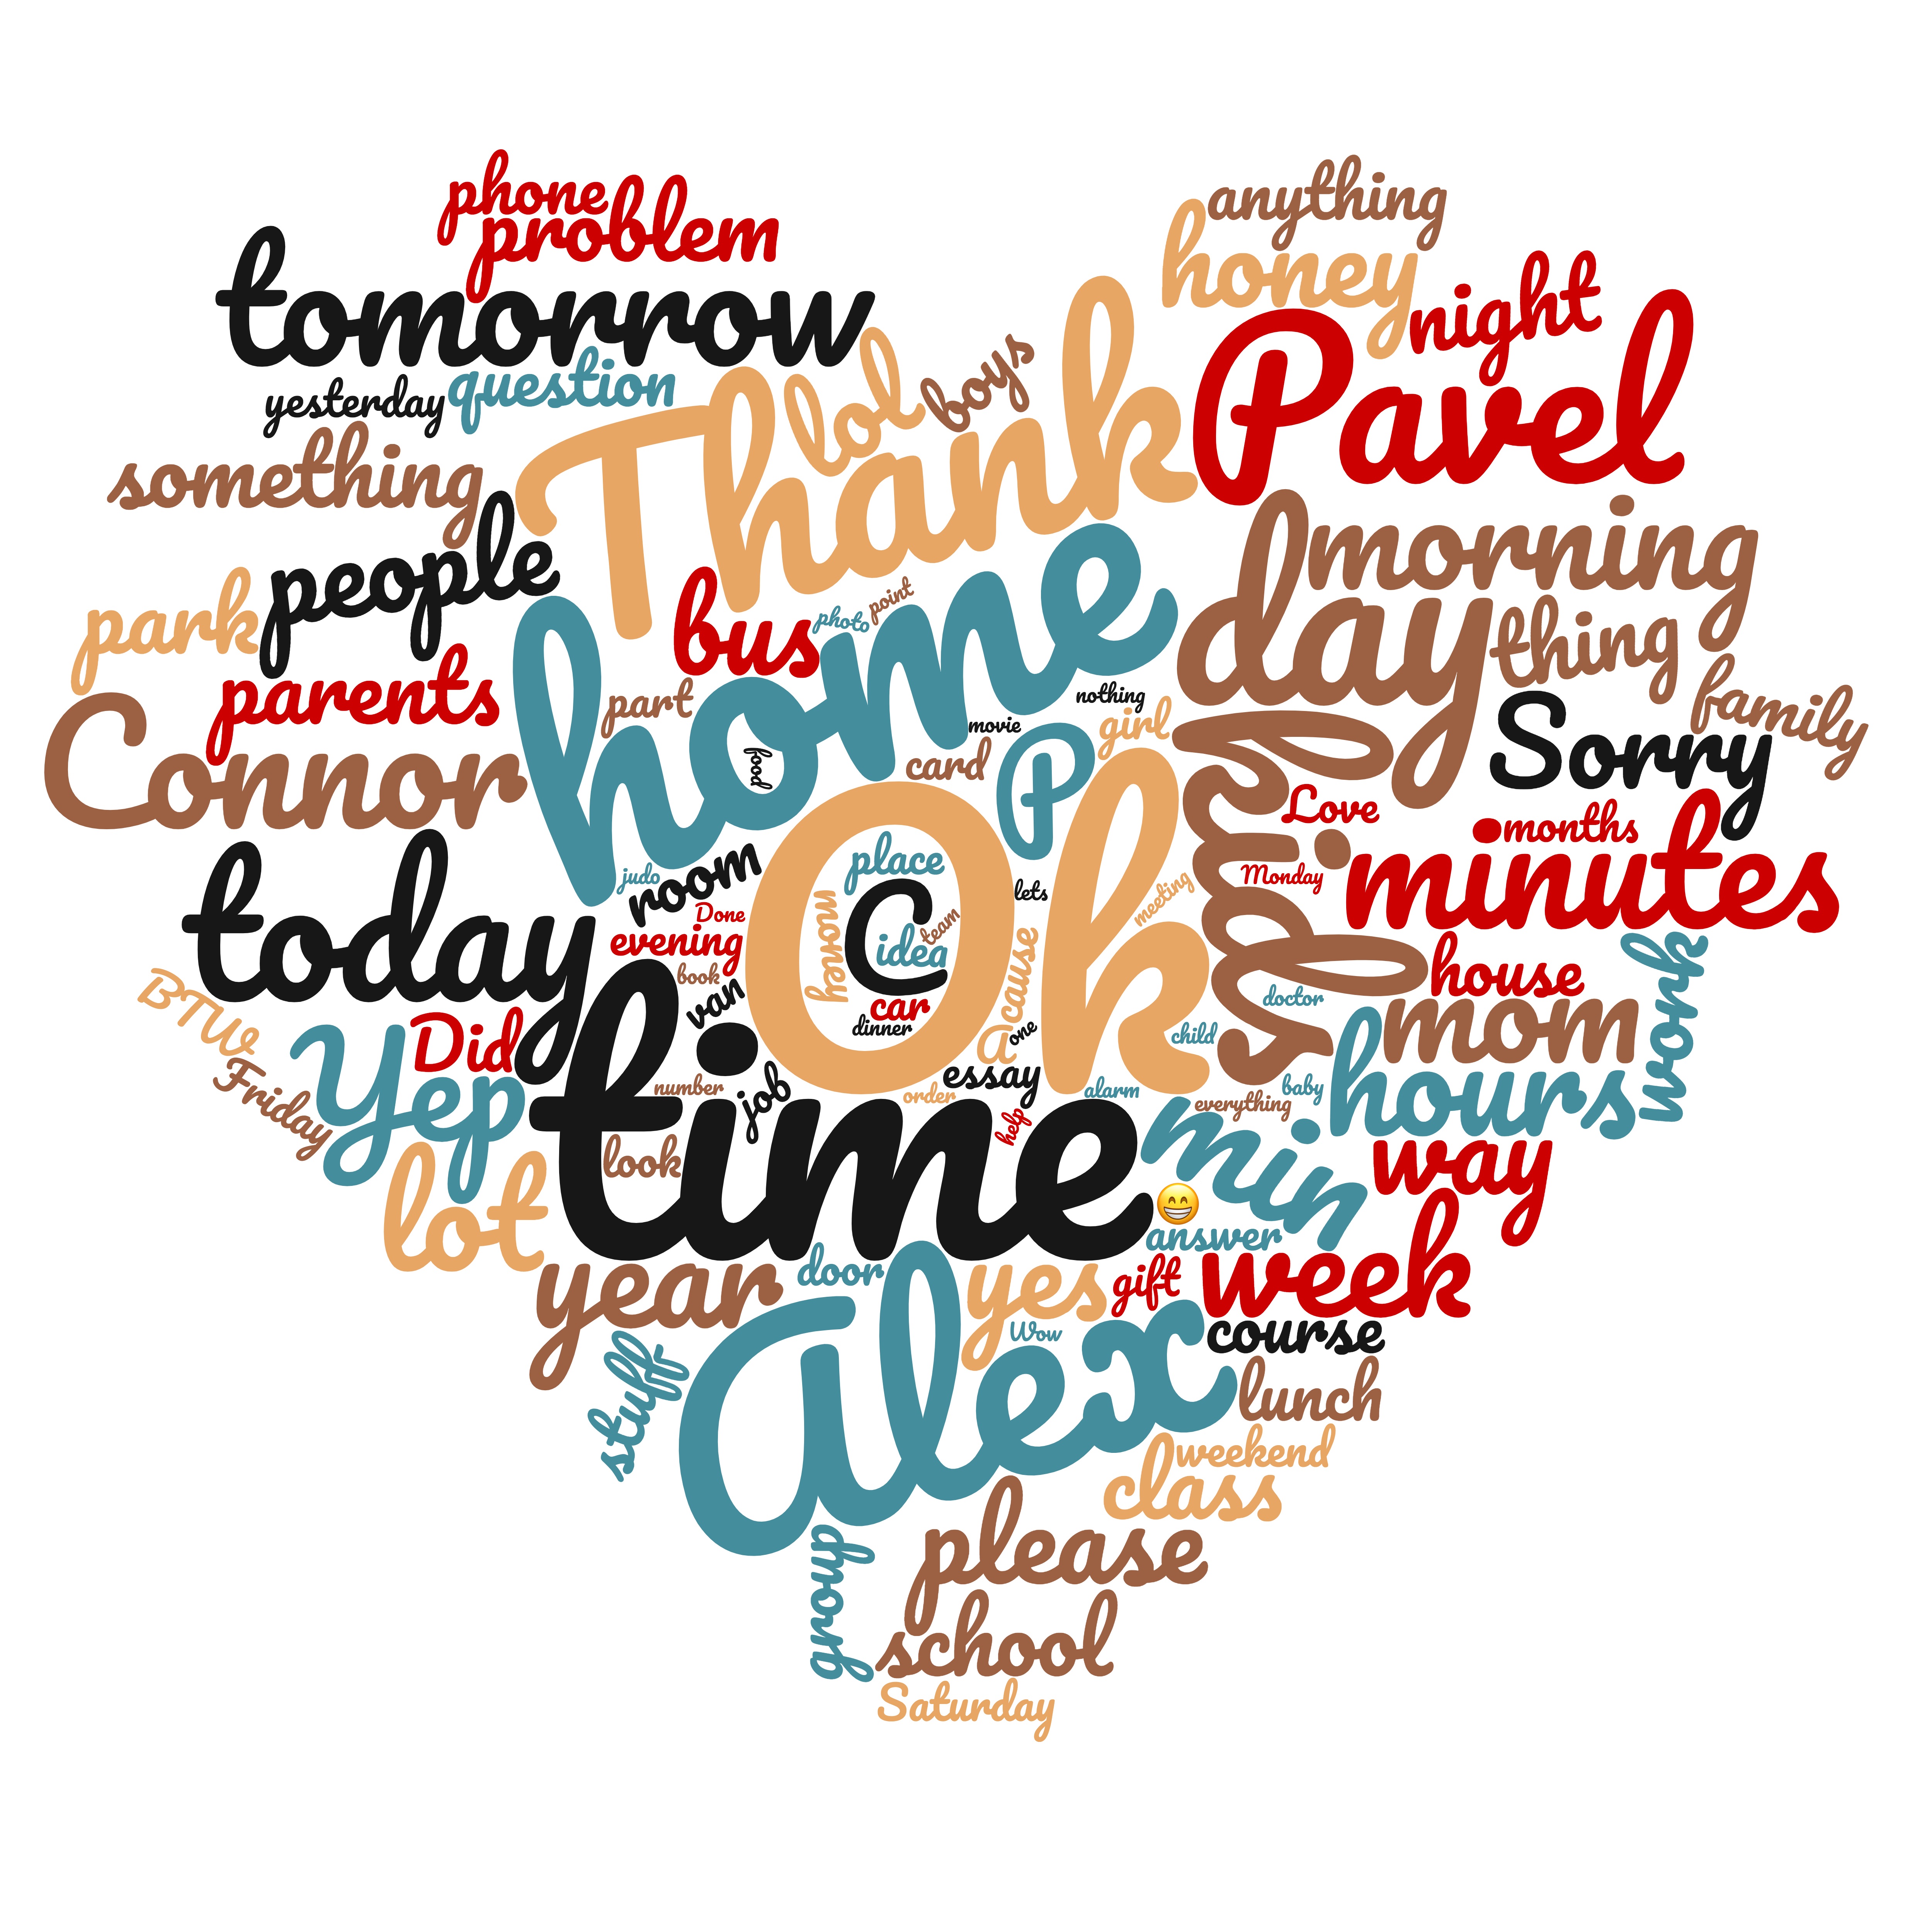 phone
problem
anything
honey
night
tomorrow
Thank
kid
boys
Pavel
yesterday
question
something
people
morning
day
thing
family
park
bus
photo
point
home
parents
part
nothing
girl
movie
card
P
Connor
food
Sorry
Love
months
minutes
place
Ok
C
idea
team
money
car
dinner
lets
meeting
Monday
today
judo
room
Done
evening
book
van
cause
a
one
house
work
doctor
mom
child
BTW
Friday
Yep
Did
number
job
order
essay
help
alarm
baby
everything
hours
lot
look
time
min
way
😁
answer
year
door
yes
gift
week
Wow
course
stuff
Alex
lunch
weekend
class
group
please
school
Saturday